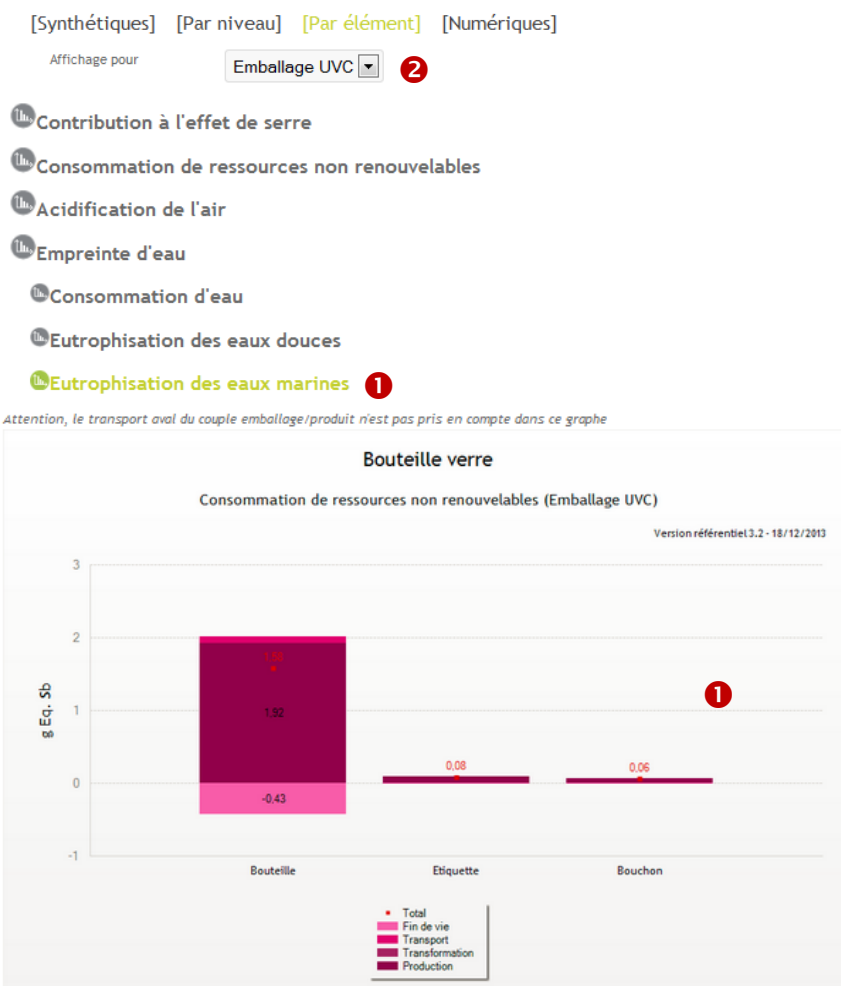 [Synthétiques] [Par niveau] [Par élément] [Numériques]
Affichage pour Emballage UVC 2
Contribution à l'effet de serre
Consommation de ressources non renouvelables
Acidification de l'air
Empreinte d'eau
Consommation d'eau
Eutrophisation des eaux douces
Eutrophisation des eaux marines 1
Attention, le transport aval du couple emballage/produit n'est pas pris en compte dans ce graphe
Bouteille verre
Consommation de ressources non renouvelables (Emballage UVC)
Version référentiel 3.2 - 18/12/2013
3
2
1,58
g Eq. Sb
1
1,92
1
0,08
0,06
0
-0,43
-1
Bouteille Etiquette Bouchon
Total
Fin de vie
Transport
Transformation
Production